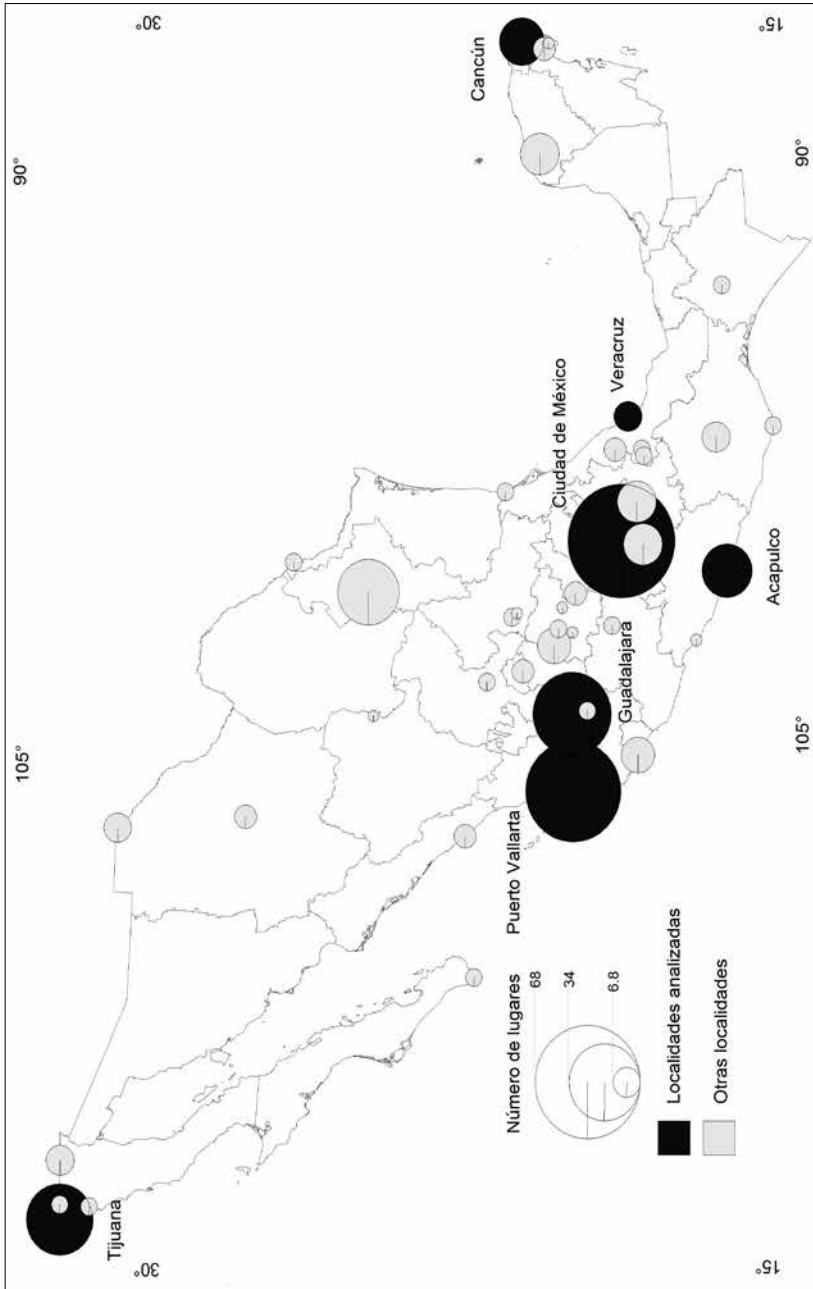 105°
90°
30°
30°
Tijuana
Cancún
Ciudad de México
Veracruz
Puerto Vallarta
Guadalajara
Acapulco
Número de lugares
68
34
6.8
Localidades analizadas
Otras localidades
15°
15°
105°
90°